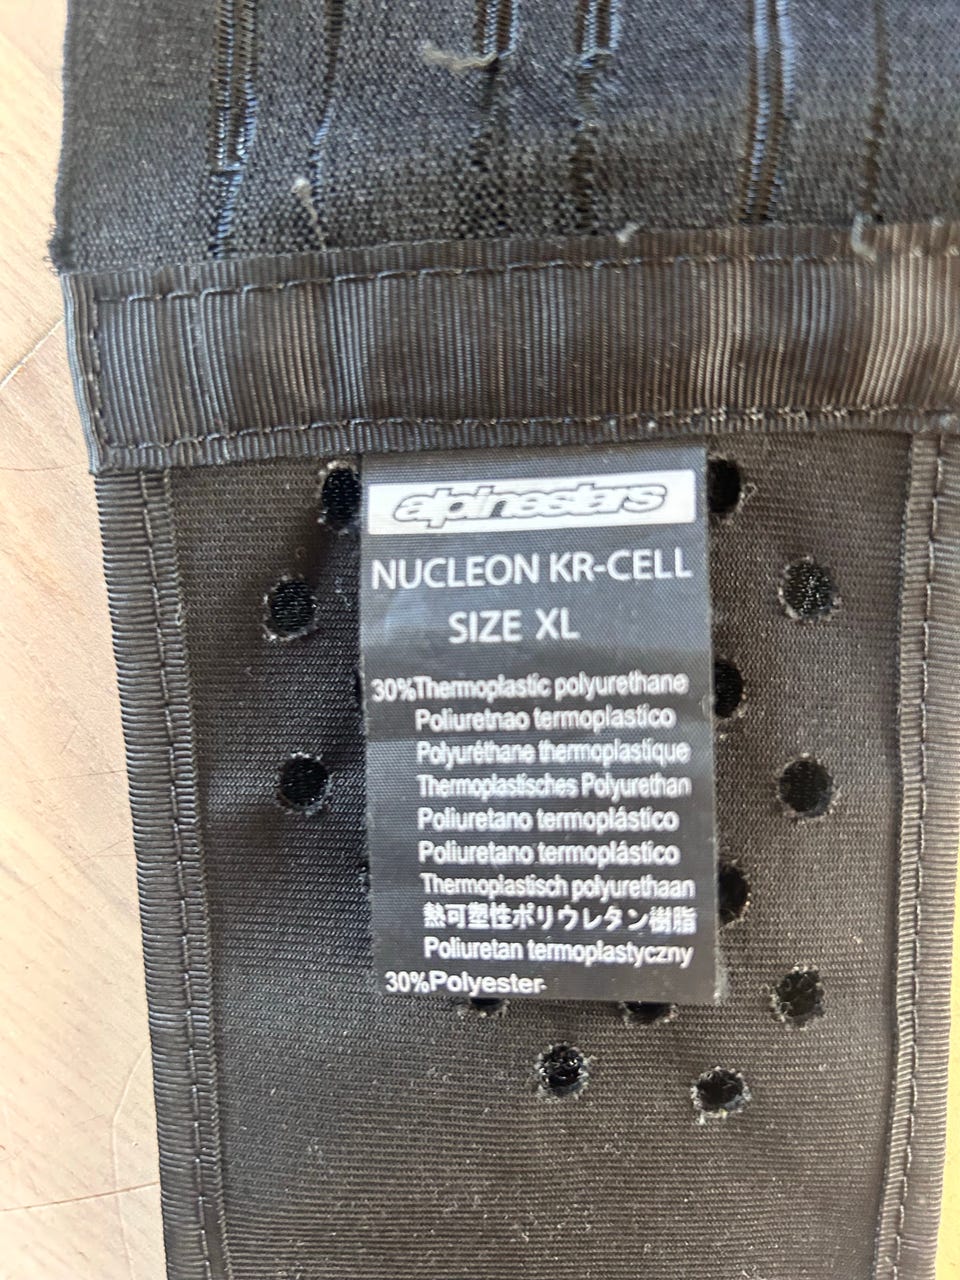 alpinestars
NUCLEON KR-CELL
SIZE XL
30%Thermoplastic polyurethane
Poliuretnao termoplastico
Polyuréthane thermoplastique
Thermoplastisches Polyurethan
Poliuretano termoplástico
Poliuretano termoplástico
Thermoplastisch polyurethaan
熱可塑性ポリウレタン樹脂
Poliuretan termoplastyczny
30%Polyester-